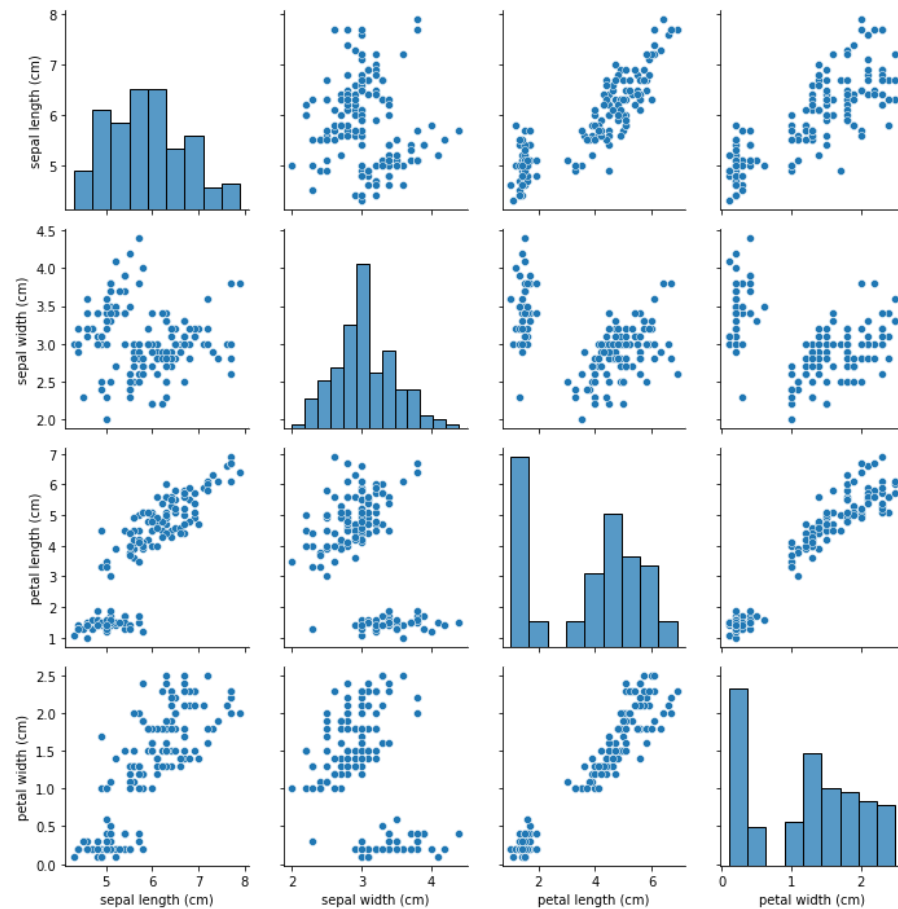 8
7
6
5
sepal length (cm)
4.5
4.0
3.5
3.0
2.5
2.0
sepal width (cm)
7
6
5
4
3
2
1
petal length (cm)
2.5
2.0
1.5
1.0
0.5
0.0
petal width (cm)
5 6 7 8
sepal length (cm)
2 3 4
sepal width (cm)
2 4 6
petal length (cm)
0 1 2
petal width (cm)